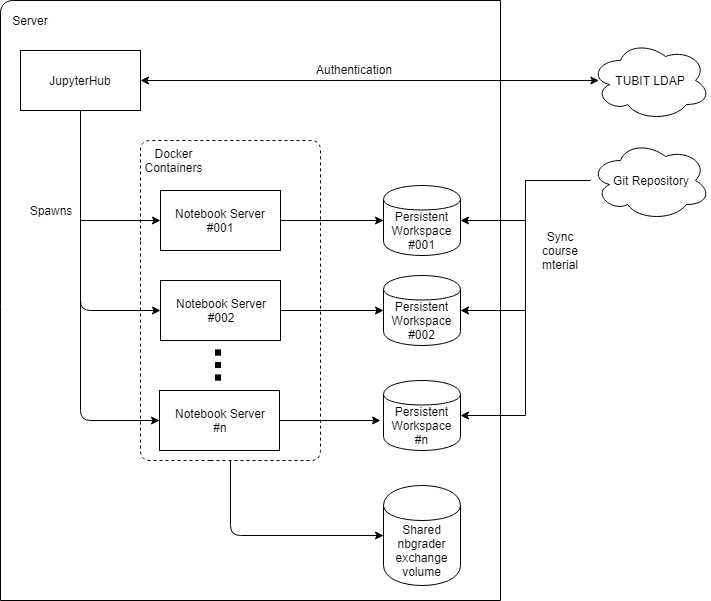 Server
JupyterHub
Authentication
TUBIT LDAP
Docker
Containers
Git Repository
Spawns
Notebook Server
#001
Persistent
Workspace
#001
Sync
course
mterial
Notebook Server
#002
Persistent
Workspace
#002
Notebook Server
#n
Persistent
Workspace
#n
Shared
nbgrader
exchange
volume